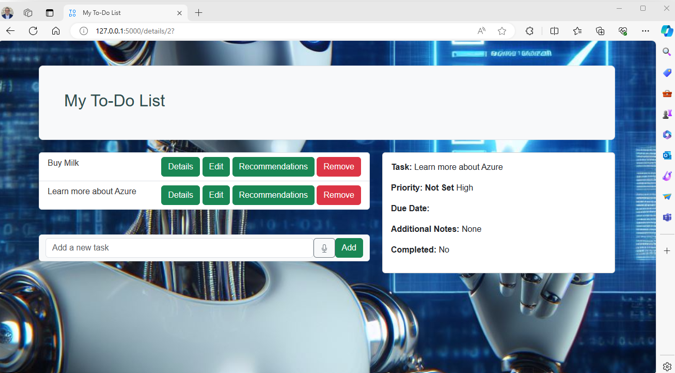 My To-Do List
127.0.0.1:5000/details/27
My To-Do List
Buy Milk Details Edit Recommendations Remove
Learn more about Azure Details Edit Recommendations Remove
Add a new task Add
Task: Learn more about Azure
Priority: Not Set High
Due Date:
Additional Notes: None
Completed: No